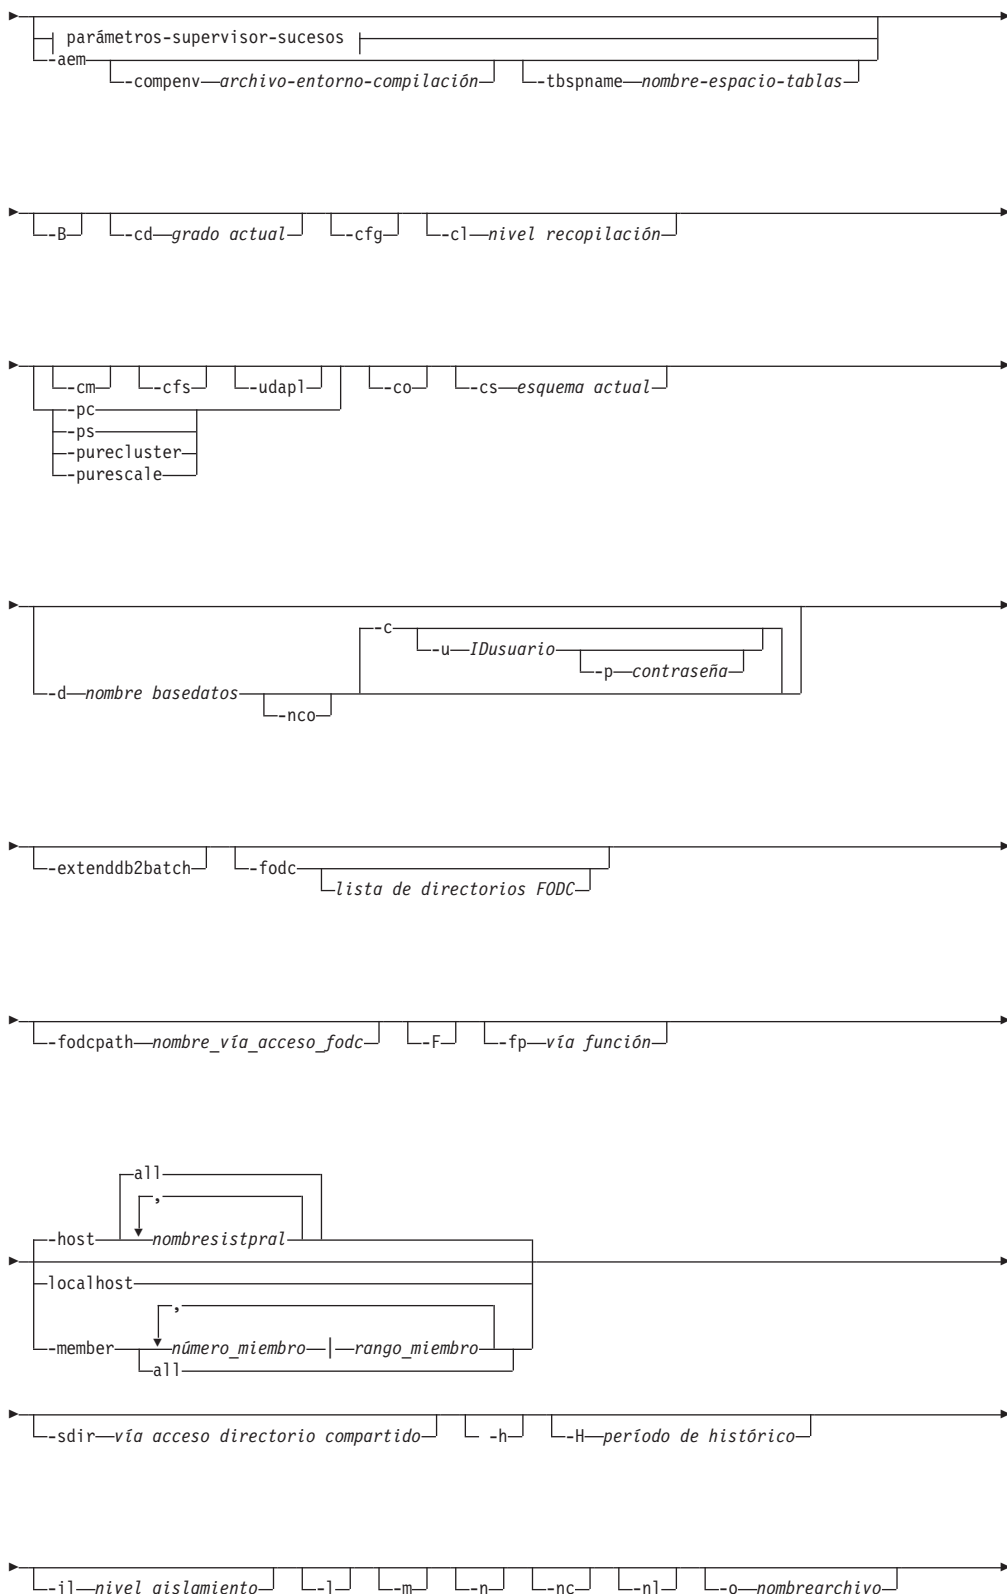 parámetros-supervisor-sucesos
-aem
-compenv archivo-entorno-compilación -tbspname nombre-espacio-tablas
-B -cd grado actual -cfg -cl nivel recopilación
-cm -cfs -udapl -co -cs esquema actual
-pc
-ps
-purecluster
-purescale
-c
-u IDusuario
-p contraseña
-d nombre basedatos
-nco
-extenddb2batch -fodc
lista de directorios FODC
-fodcpath nombre_vía_acceso_fodc -F -fp vía función
all
,
-host nombresistpral
localhost
,
-member número_miembro | rango_miembro
all
-sdir vía acceso directorio compartido -h -H período de histórico
-il nivel aislamiento -l -m -n -nc -nl -o nombrearchivo